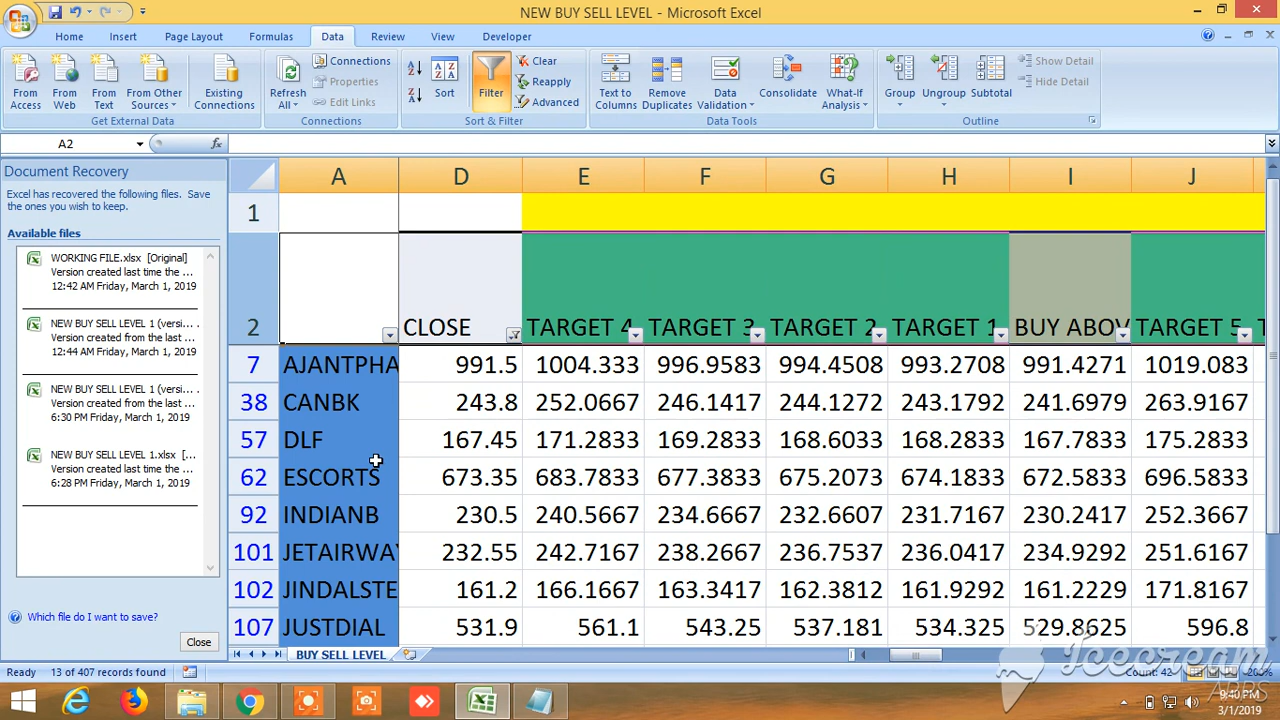 NEW BUY SELL LEVEL - Microsoft Excel
Home Insert Page Layout Formulas Data Review View Developer
From Access
From Web
From Text
From Other Sources
Existing Connections
Get External Data
Refresh All
Connections
Properties
Edit Links
Connections
Sort
Filter
Clear
Reapply
Advanced
Sort & Filter
Text to Columns
Remove Duplicates
Data Validation
Consolidate
What-If Analysis
Data Tools
Group
Ungroup
Subtotal
Show Detail
Hide Detail
Outline
A2 fx
Document Recovery
Excel has recovered the following files. Save
the ones you wish to keep.
Available files
WORKING FILE.xlsx [Original]
Version created last time the ...
12:42 AM Friday, March 1, 2019
NEW BUY SELL LEVEL 1 (versi...
Version created from the last ...
12:44 AM Friday, March 1, 2019
NEW BUY SELL LEVEL 1 (versi...
Version created from the last ...
6:30 PM Friday, March 1, 2019
NEW BUY SELL LEVEL 1.xlsx [...
Version created last time the ...
6:28 PM Friday, March 1, 2019
Which file do I want to save?
Close
A D E F G H I J
1
2 CLOSE TARGET 4 TARGET 3 TARGET 2 TARGET 1 BUY ABOV TARGET 5 T
7 AJANTPHA 991.5 1004.333 996.9583 994.4508 993.2708 991.4271 1019.083
38 CANBK 243.8 252.0667 246.1417 244.1272 243.1792 241.6979 263.9167
57 DLF 167.45 171.2833 169.2833 168.6033 168.2833 167.7833 175.2833
62 ESCORTS 673.35 683.7833 677.3833 675.2073 674.1833 672.5833 696.5833
92 INDIANB 230.5 240.5667 234.6667 232.6607 231.7167 230.2417 252.3667
101 JETAIRWAY 232.55 242.7167 238.2667 236.7537 236.0417 234.9292 251.6167
102 JINDALSTE 161.2 166.1667 163.3417 162.3812 161.9292 161.2229 171.8167
107 JUSTDIAL 531.9 561.1 543.25 537.181 534.325 529.8625 596.8
BUY SELL LEVEL
Ready 13 of 407 records found Count: 42 200%
Icecream
APPS
9:40 PM
3/1/2019